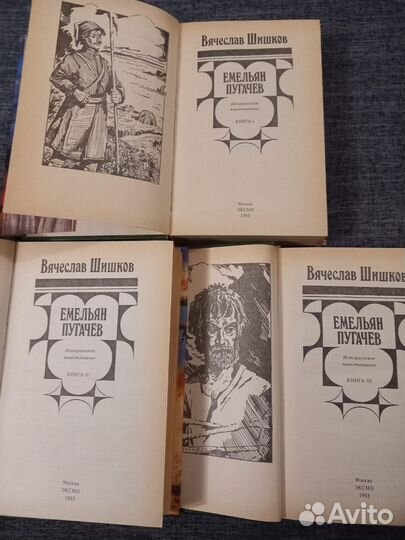 Вячеслав Шишков
ЕМЕЛЬЯН
ПУГАЧЕВ
Историческое
повествование
КНИГА I
Москва
ЭКСМО
1993
Вячеслав Шишков
ЕМЕЛЬЯН
ПУГАЧЕВ
Историческое
повествование
КНИГА II
Москва
ЭКСМО
1993
Вячеслав Шишков
ЕМЕЛЬЯН
ПУГАЧЕВ
Историческое
повествование
КНИГА III
Москва
ЭКСМО
1993
Avito